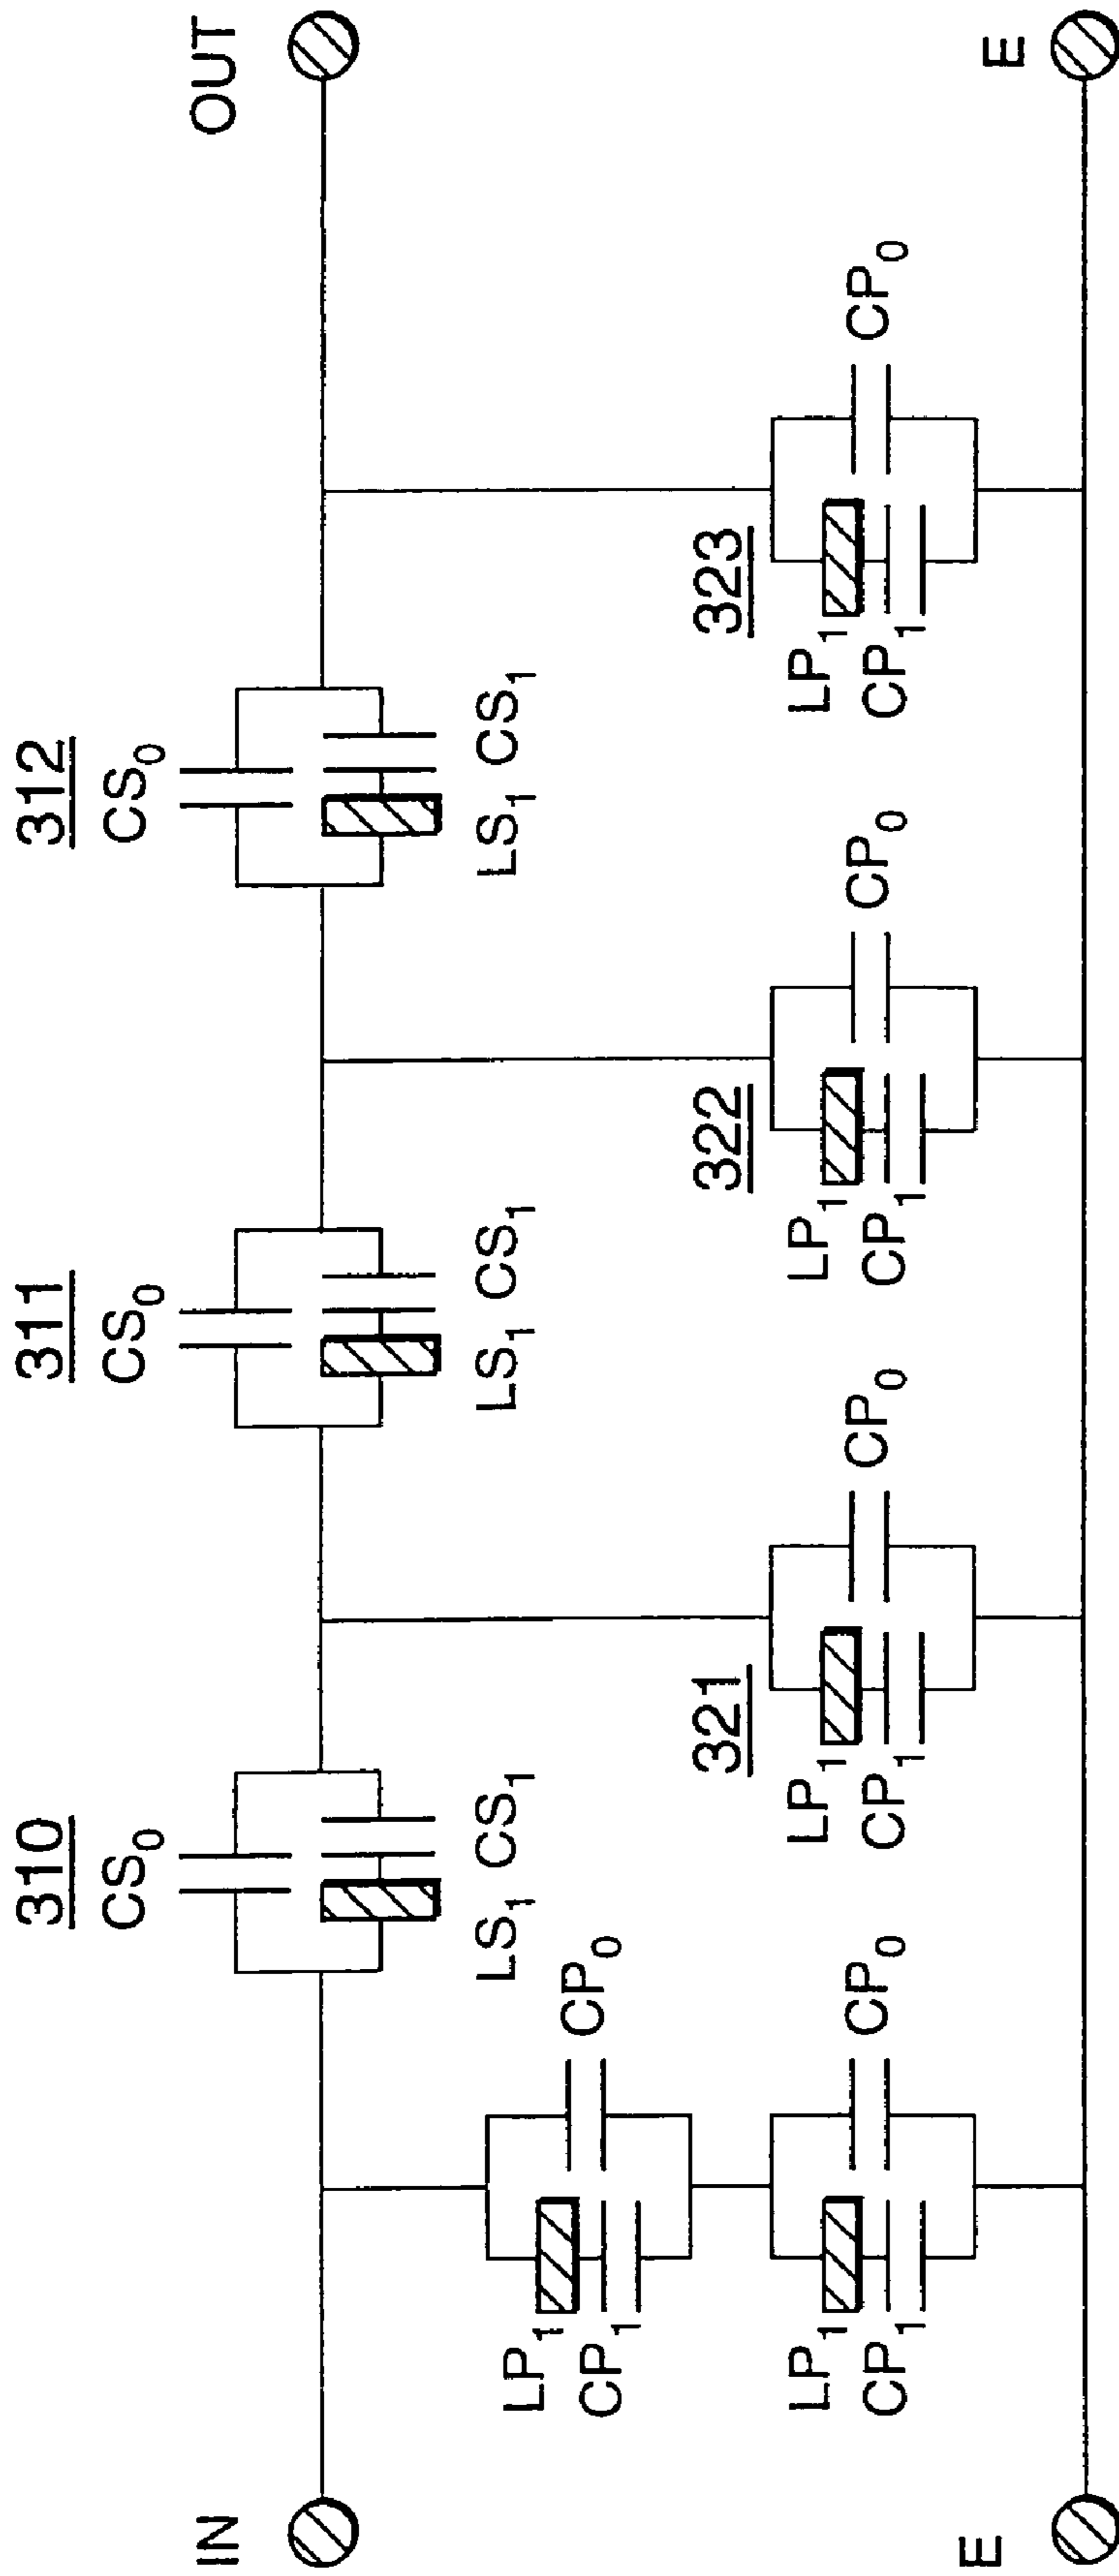 310
311
312
CS₀
CS₀
CS₀
OUT
IN
LS₁ CS₁
LS₁ CS₁
LS₁ CS₁
CP₀
LP₁
CP₁
321
322
323
CP₀
CP₀
CP₀
CP₀
LP₁
LP₁
LP₁
LP₁
CP₁
CP₁
CP₁
CP₁
E
E